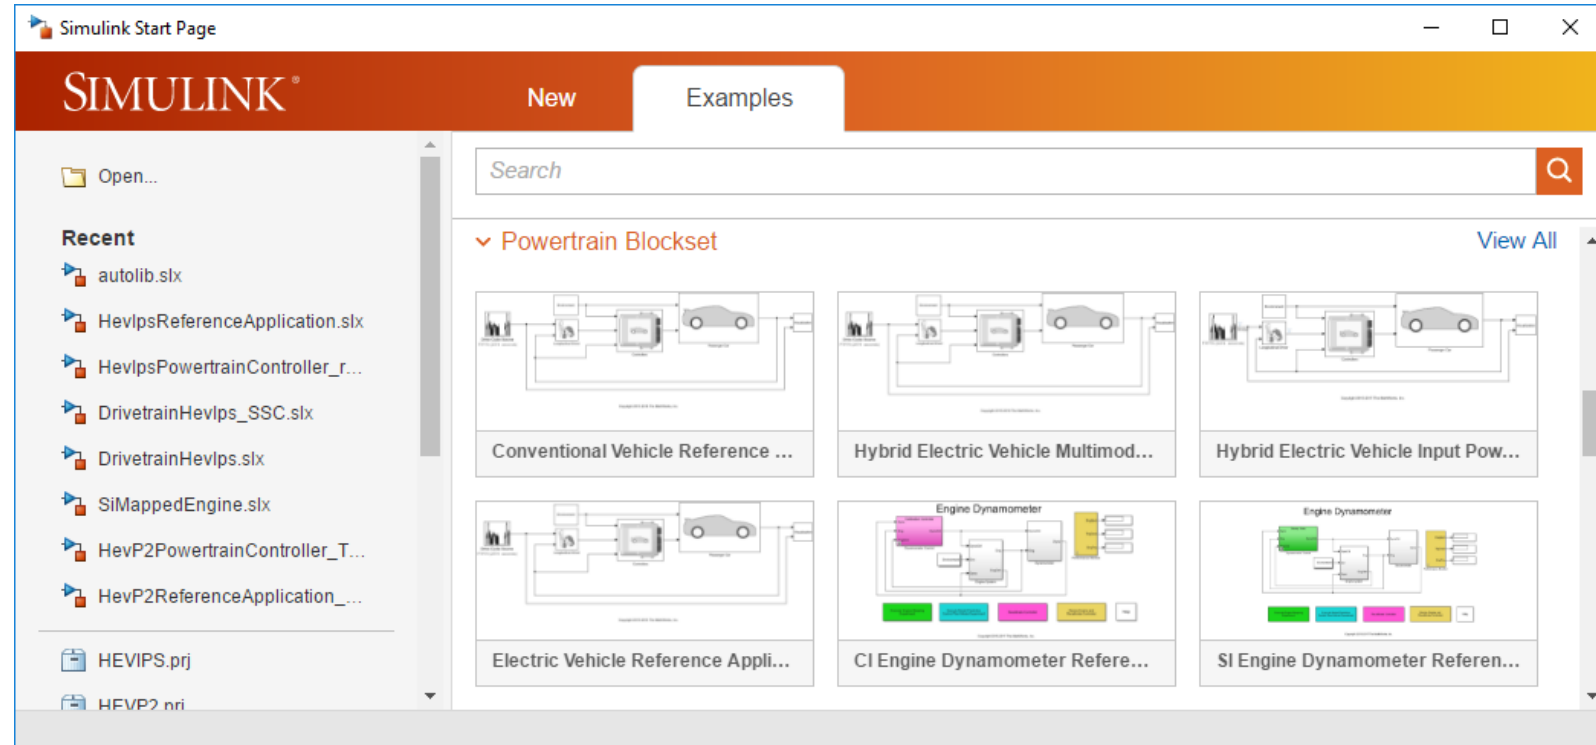 Simulink Start Page
SIMULINK®
New
Examples
Open...
Recent
autolib.slx
HevIpsReferenceApplication.slx
HevIpsPowertrainController_r...
DrivetrainHevIps_SSC.slx
DrivetrainHevIps.slx
SiMappedEngine.slx
HevP2PowertrainController_T...
HevP2ReferenceApplication_...
HEVIPS.prj
HEVP2.prj
Search
Powertrain Blockset
View All
Conventional Vehicle Reference ...
Hybrid Electric Vehicle Multimod...
Hybrid Electric Vehicle Input Pow...
Engine Dynamometer
Engine Dynamometer
Electric Vehicle Reference Appli...
CI Engine Dynamometer Refere...
SI Engine Dynamometer Referen...